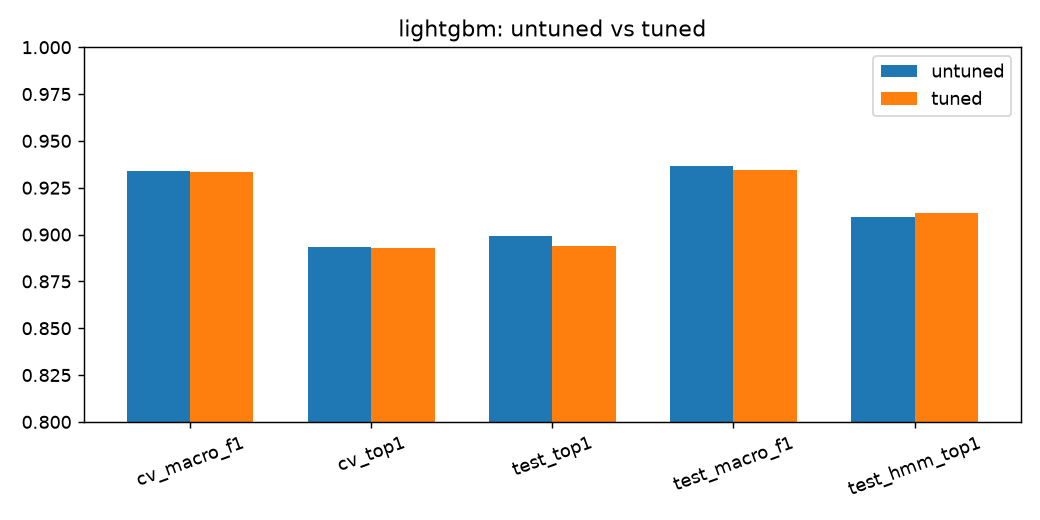 lightgbm: untuned vs tuned
1.000
0.975
0.950
0.925
0.900
0.875
0.850
0.825
0.800
untuned
tuned
cv_macro_f1
cv_top1
test_top1
test_macro_f1
test_hmm_top1